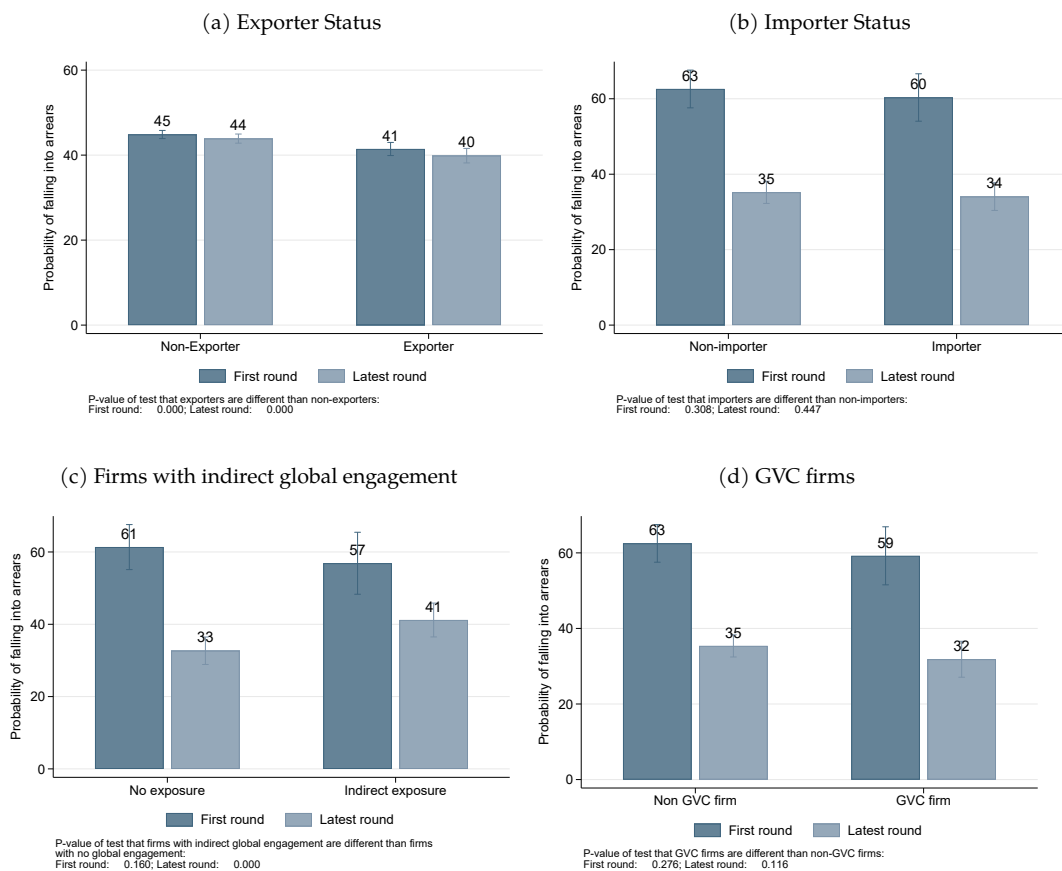 (a) Exporter Status
Probability of falling into arrears
60
40
20
0
45
44
41
40
Non-Exporter
Exporter
First round
Latest round
P-value of test that exporters are different than non-exporters:
First round: 0.000; Latest round: 0.000
(b) Importer Status
Probability of falling into arrears
60
40
20
0
63
35
60
34
Non-importer
Importer
First round
Latest round
P-value of test that importers are different than non-importers:
First round: 0.308; Latest round: 0.447
(c) Firms with indirect global engagement
Probability of falling into arrears
60
40
20
0
61
33
57
41
No exposure
Indirect exposure
First round
Latest round
P-value of test that firms with indirect global engagement are different than firms
with no global engagement:
First round: 0.160; Latest round: 0.000
(d) GVC firms
Probability of falling into arrears
60
40
20
0
63
35
59
32
Non GVC firm
GVC firm
First round
Latest round
P-value of test that GVC firms are different than non-GVC firms:
First round: 0.276; Latest round: 0.116